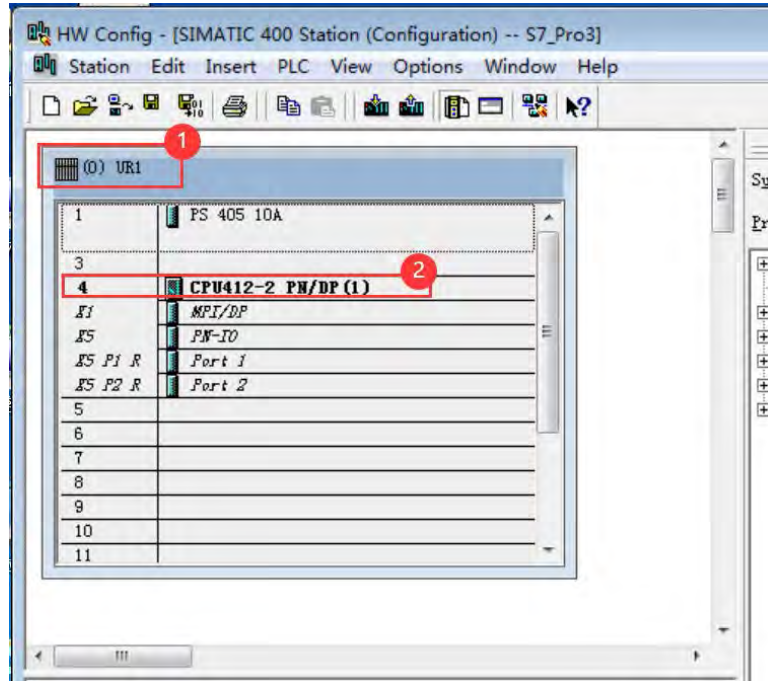 HW Config - [SIMATIC 400 Station (Configuration) -- S7_Pro3]
Station Edit Insert PLC View Options Window Help
1
(0) UR1
1 PS 405 10A
3
2
4 CPU412-2 PN/DP(1)
X1 MPI/DP
X5 PN-IO
X5 P1 R Port 1
X5 P2 R Port 2
5
6
7
8
9
10
11